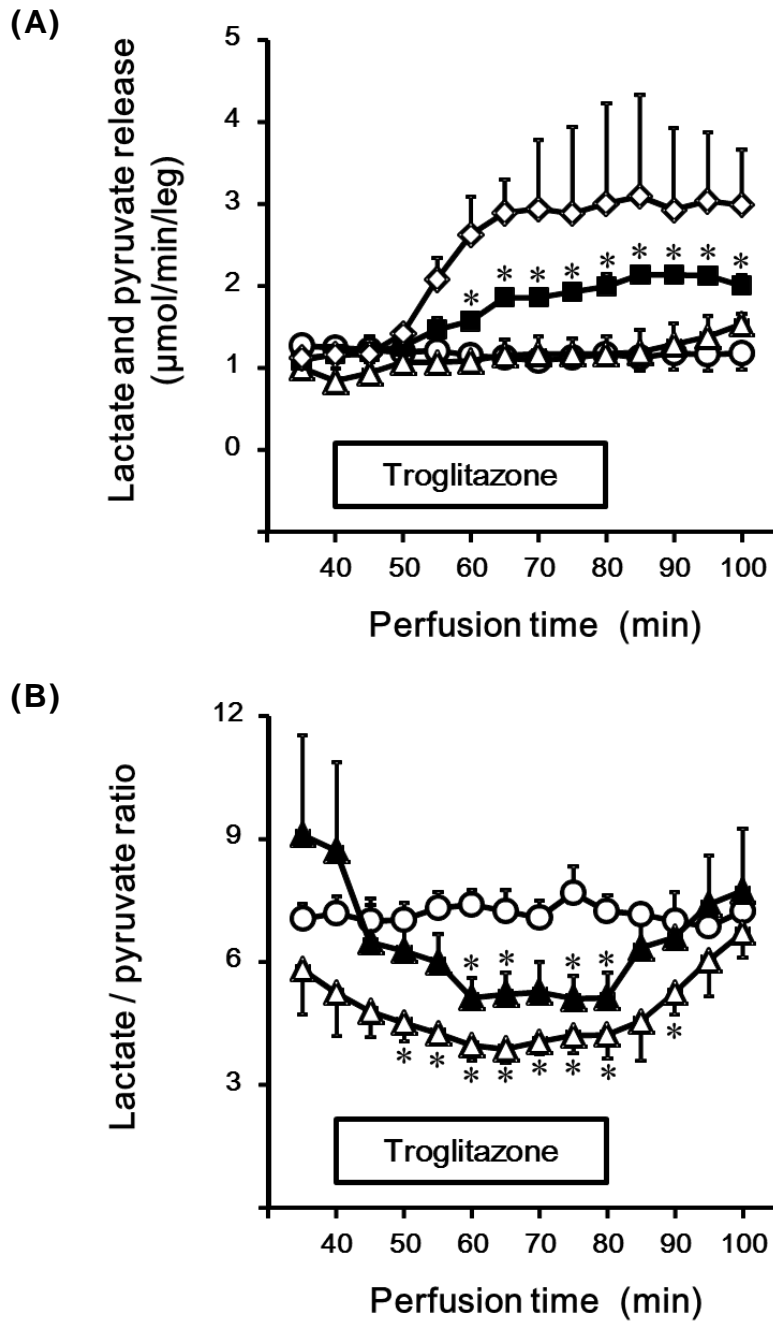 (A)
Lactate and pyruvate release
(µmol/min/leg)
5
4
3
2
1
0
* * * * * * * * *
Troglitazone
40 50 60 70 80 90 100
Perfusion time (min)
(B)
Lactate / pyruvate ratio
12
9
6
3
* * * *
* * * * * * * *
Troglitazone
40 50 60 70 80 90 100
Perfusion time (min)